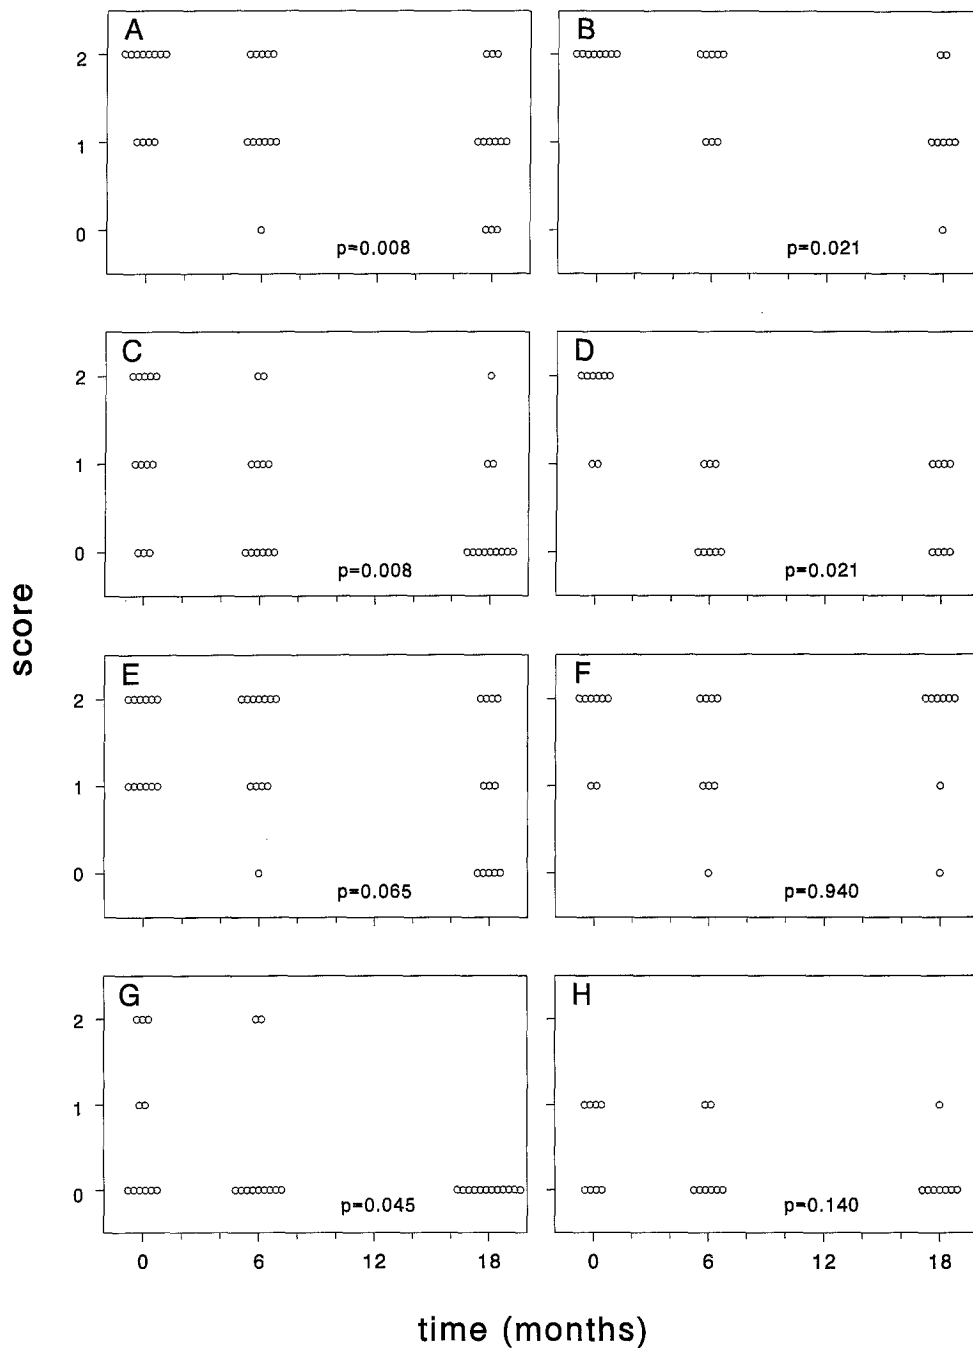 A
B
2
1
0
p=0.008
p=0.021
C
D
2
1
0
p=0.008
p=0.021
score
E
F
2
1
0
p=0.065
p=0.940
G
H
2
1
0
p=0.045
p=0.140
0 6 12 18 0 6 12 18
time (months)